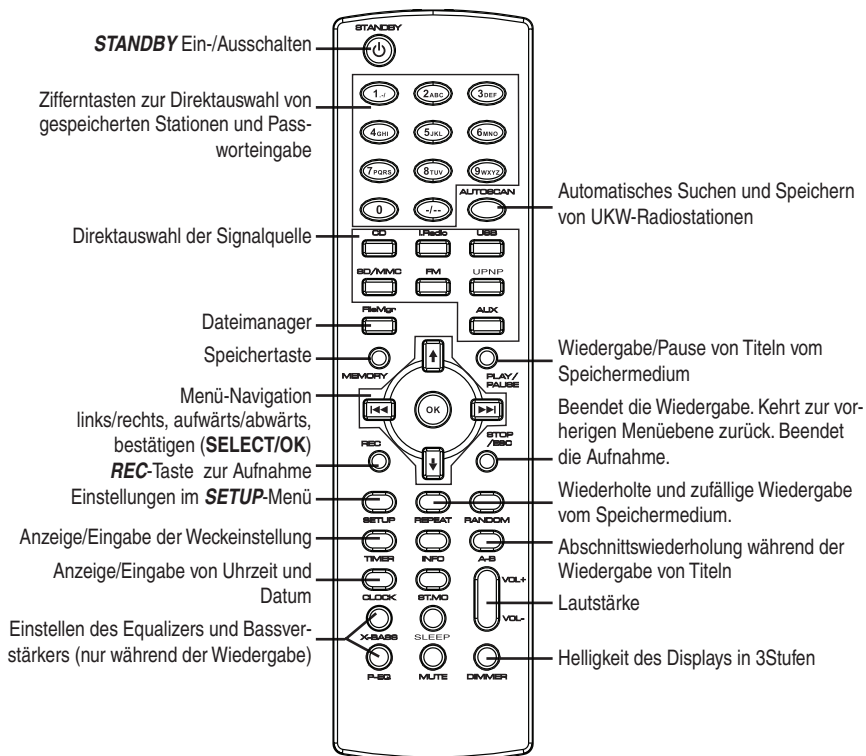 STANDBY
STANDBY Ein-/Ausschalten
1.-/ 2ABC 3DEF
Zifferntasten zur Direktauswahl von
gespeicherten Stationen und Pass-
worteingabe
4GHI 5JKL 6MNO
7PQRS 8TUV 9WXYZ
AUTOSCAN
0 -/--
Automatisches Suchen und Speichern
von UKW-Radiostationen
Direktauswahl der Signalquelle
CD I.Radio USB
SD/MMC FM UPNP
FileMgr AUX
Dateimanager
Speichertaste
MEMORY PLAY/
PAUSE
Wiedergabe/Pause von Titeln vom
Speichermedium
Menü-Navigation
links/rechts, aufwärts/abwärts,
bestätigen (SELECT/OK)
OK
Beendet die Wiedergabe. Kehrt zur vor-
herigen Menüebene zurück. Beendet
die Aufnahme.
REC STOP
/ESC
REC-Taste zur Aufnahme
Einstellungen im SETUP-Menü
Wiederholte und zufällige Wiedergabe
vom Speichermedium.
SETUP REPEAT RANDOM
Anzeige/Eingabe der Weckeinstellung
Abschnittswiederholung während der
Wiedergabe von Titeln
TIMER INFO A-B
Anzeige/Eingabe von Uhrzeit und
Datum
VOL+
CLOCK ST.MO
Lautstärke
VOL-
Einstellen des Equalizers und Bassver-
stärkers (nur während der Wiedergabe)
X-BASS SLEEP
Helligkeit des Displays in 3Stufen
P-EQ MUTE DIMMER